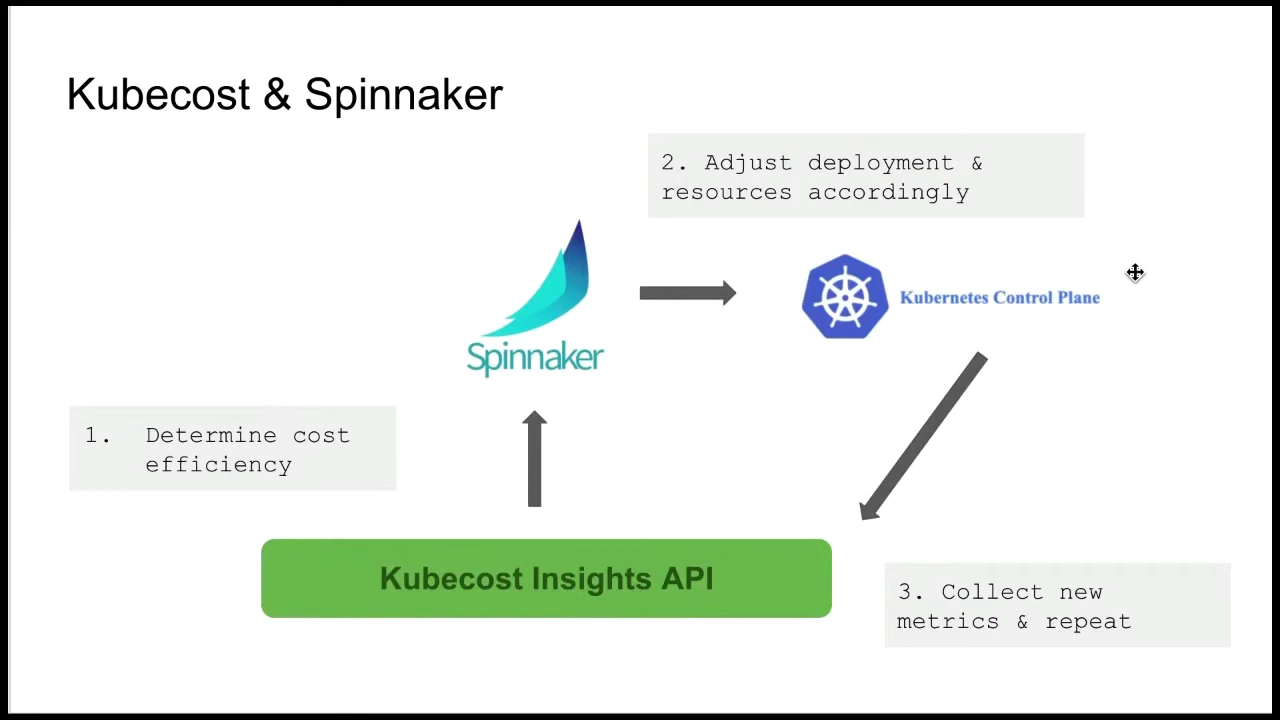 Kubecost & Spinnaker
2. Adjust deployment &
resources accordingly
Kubernetes Control Plane
Spinnaker
1. Determine cost
efficiency
Kubecost Insights API
3. Collect new
metrics & repeat